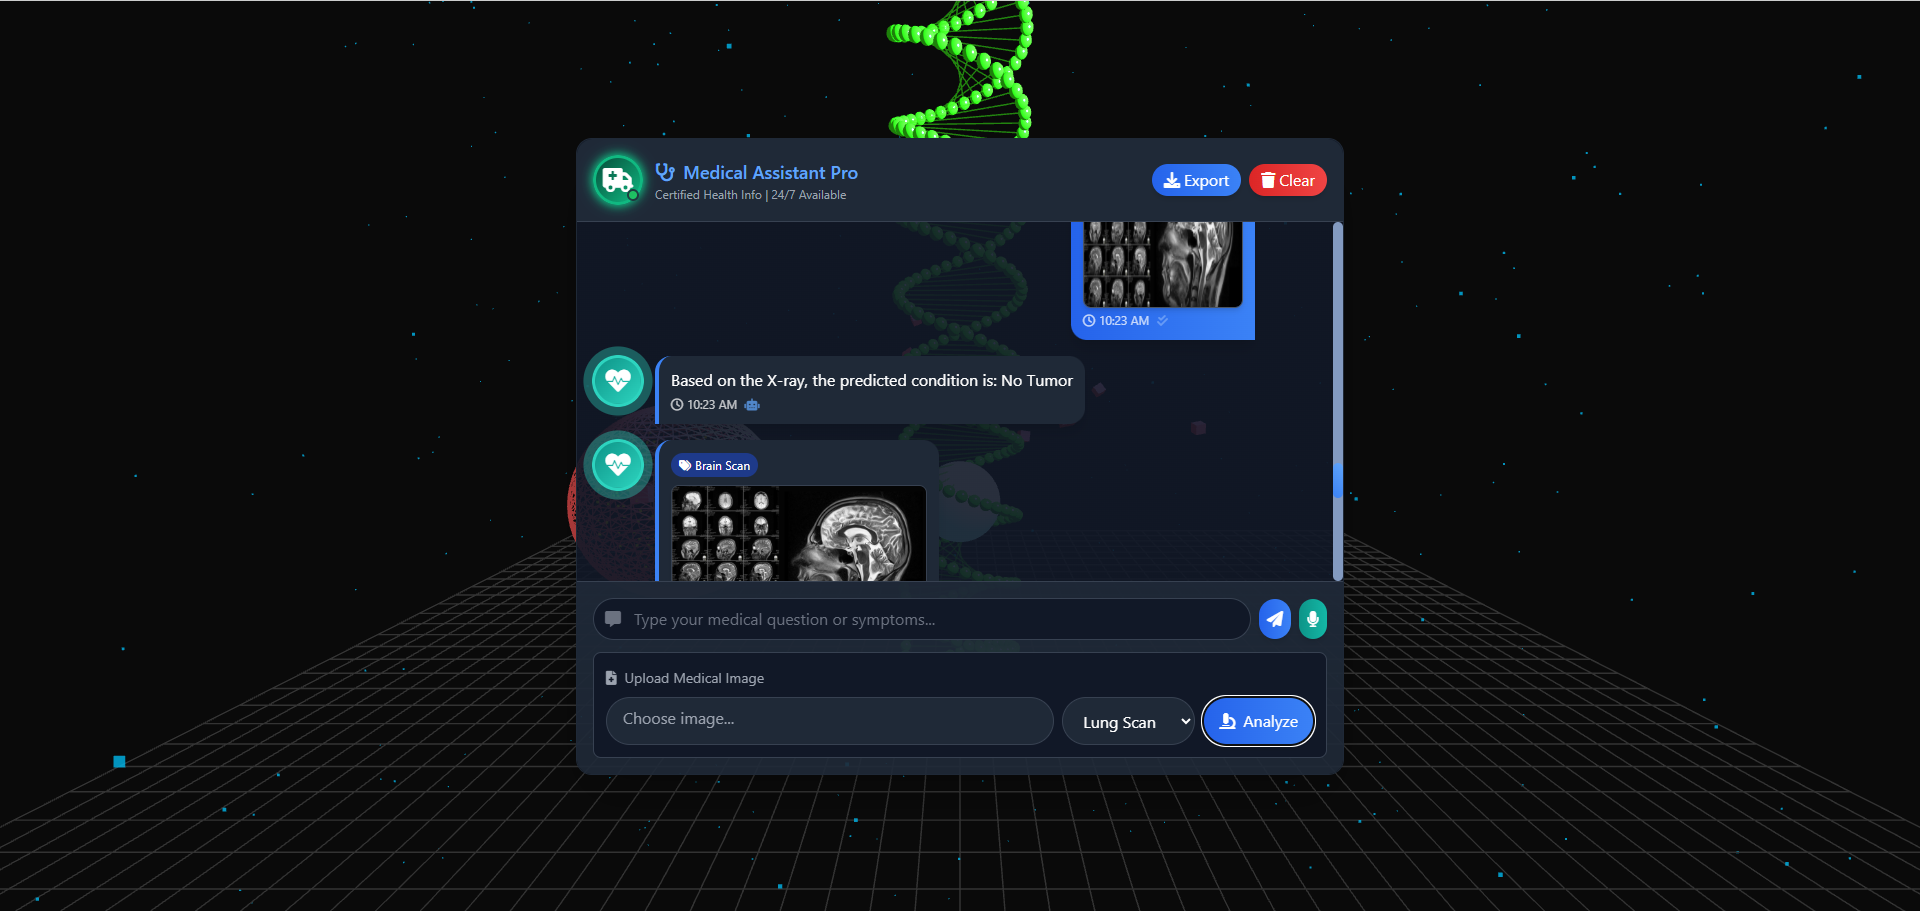 Medical Assistant Pro
Certified Health Info | 24/7 Available
Export
Clear
10:23 AM
Based on the X-ray, the predicted condition is: No Tumor
10:23 AM
Brain Scan
Type your medical question or symptoms...
Upload Medical Image
Choose image...
Lung Scan
Analyze